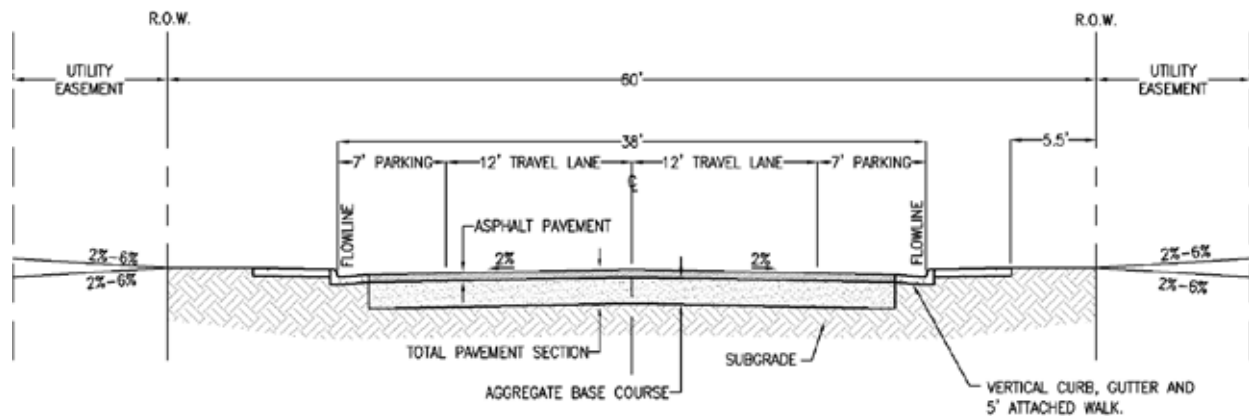 R.O.W.
R.O.W.
UTILITY
EASEMENT
60'
UTILITY
EASEMENT
38'
5.5'
7' PARKING
12' TRAVEL LANE
12' TRAVEL LANE
7' PARKING
℄
FLOWLINE
FLOWLINE
ASPHALT PAVEMENT
2%
2%
2%-6%
2%-6%
2%-6%
2%-6%
TOTAL PAVEMENT SECTION
SUBGRADE
AGGREGATE BASE COURSE
VERTICAL CURB, GUTTER AND
5' ATTACHED WALK.